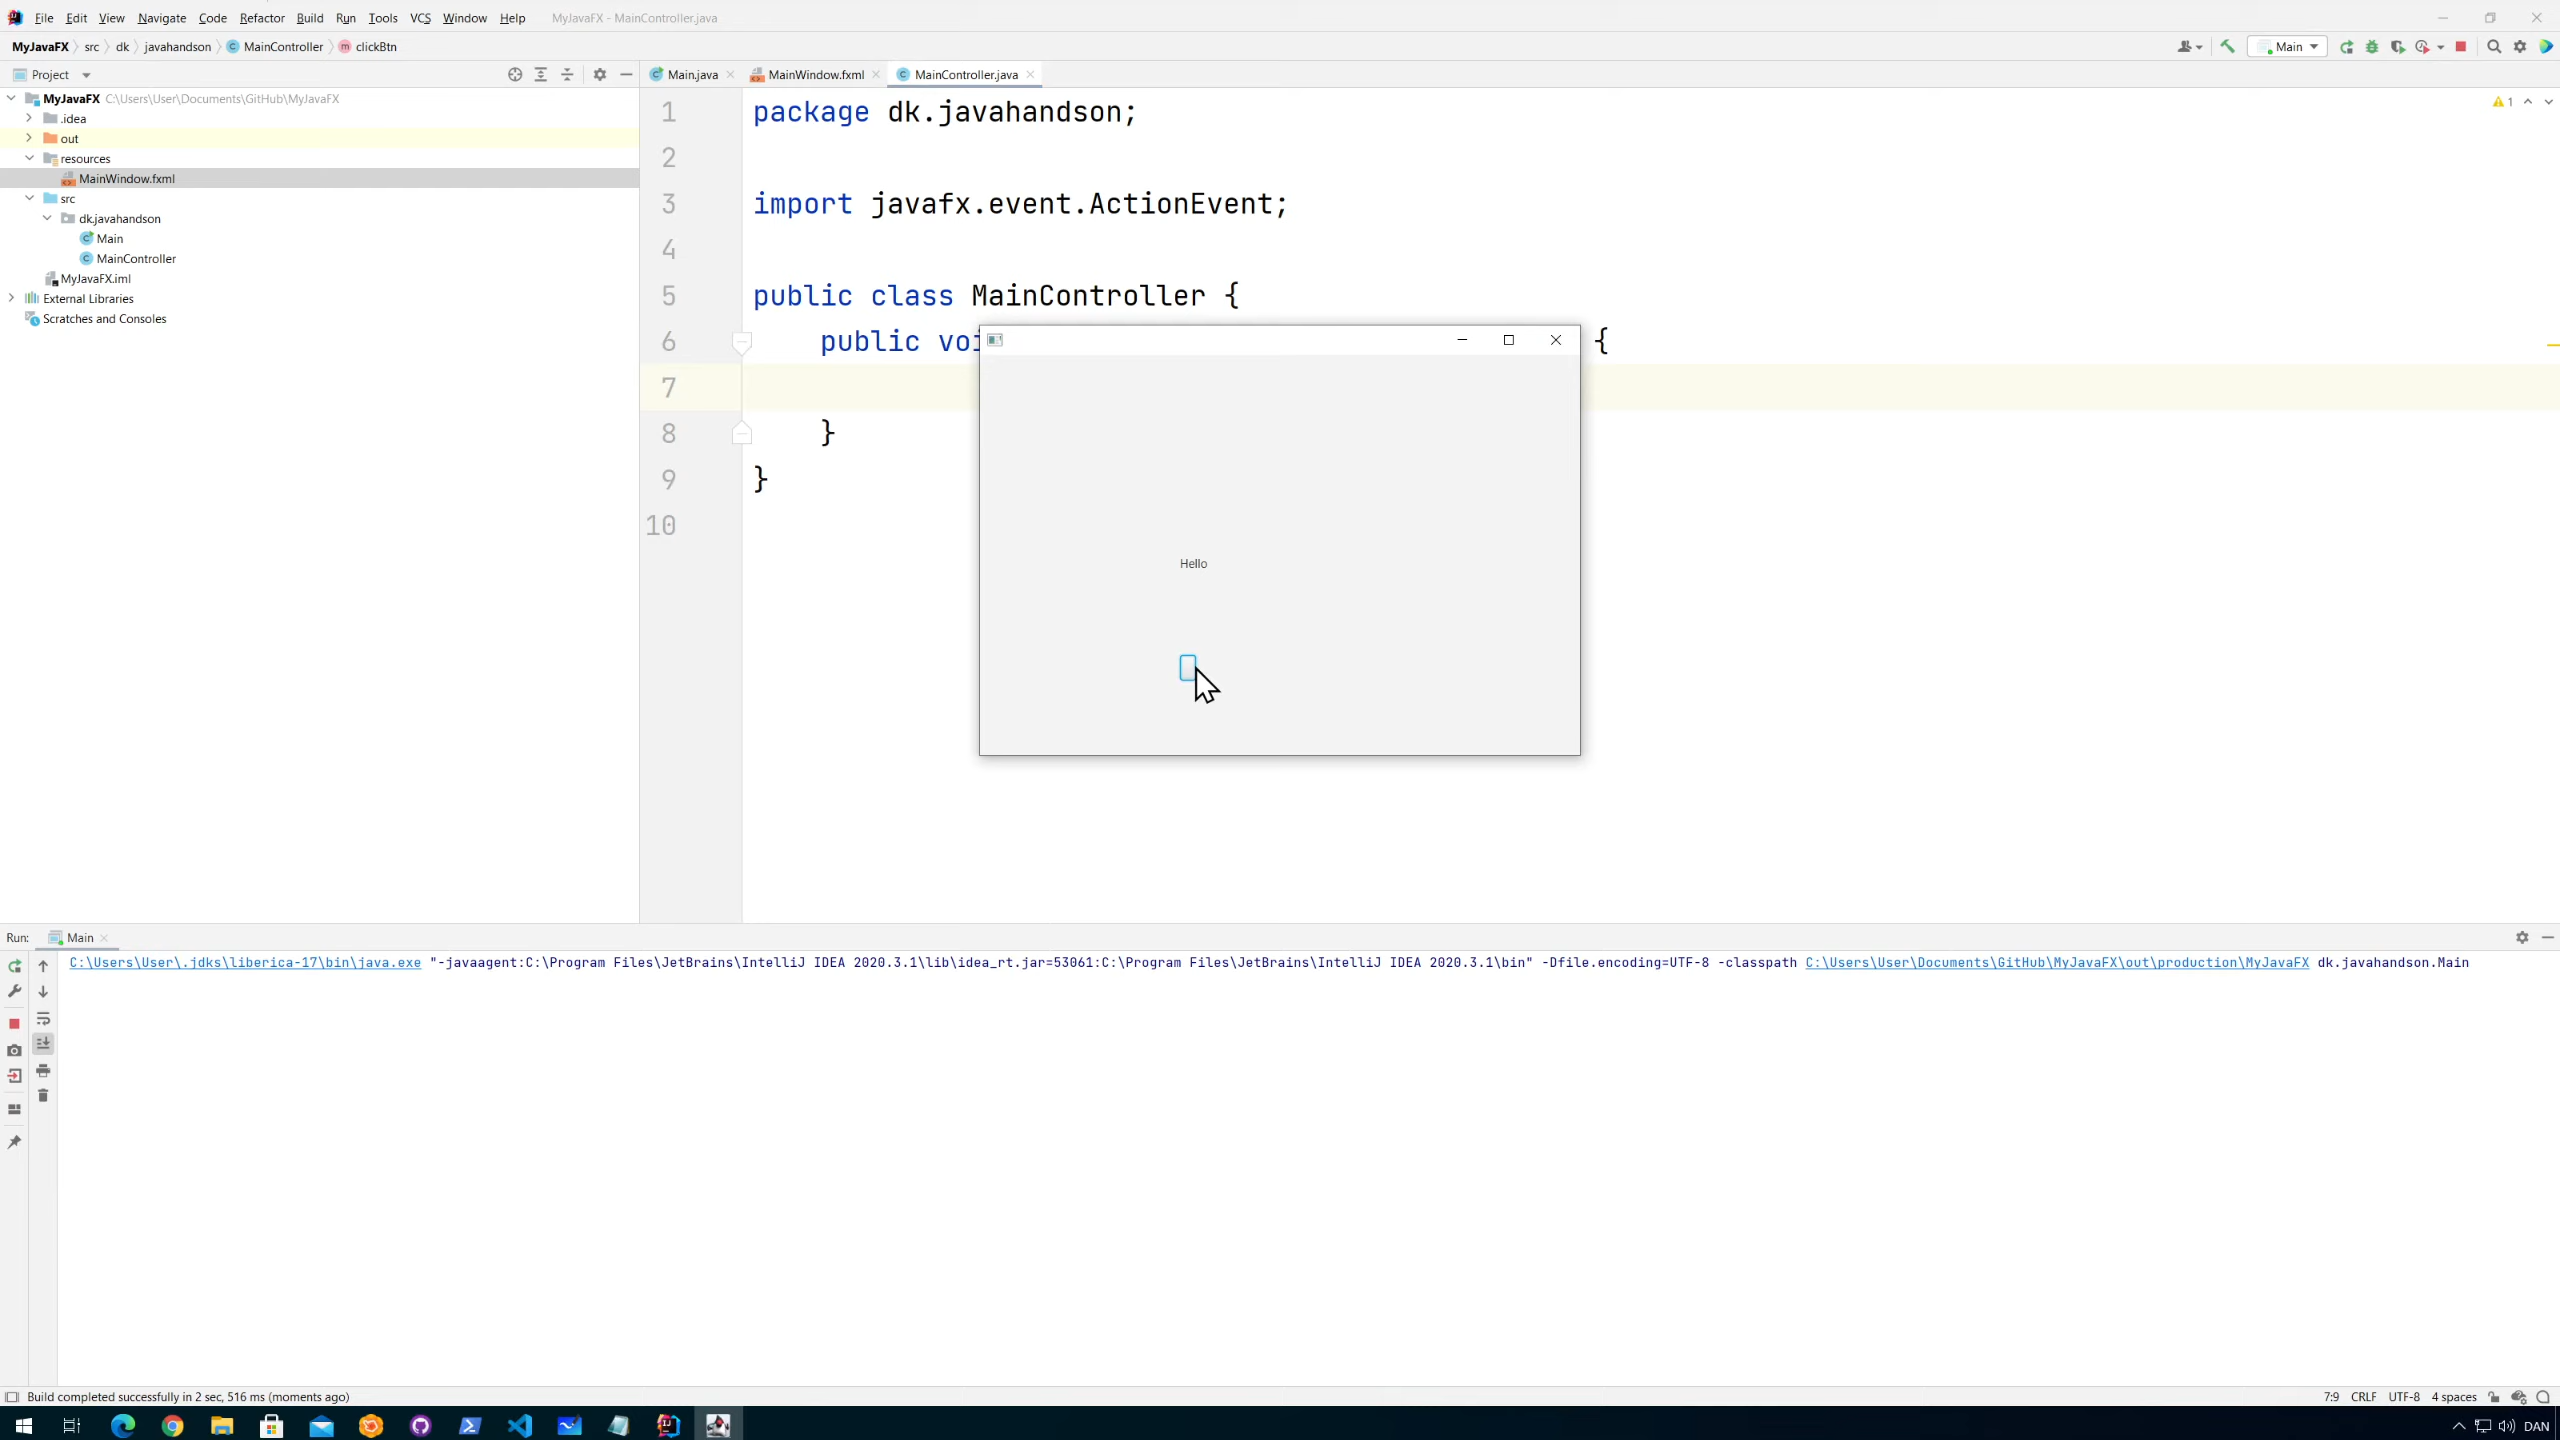 File Edit View Navigate Code Refactor Build Run Tools VCS Window Help MyJavaFX - MainController.java
MyJavaFX src dk javahandson MainController clickBtn
Main
Project
Main.java MainWindow.fxml MainController.java
MyJavaFX C:\Users\User\Documents\GitHub\MyJavaFX
.idea
out
resources
MainWindow.fxml
src
dk.javahandson
Main
MainController
MyJavaFX.iml
External Libraries
Scratches and Consoles
1 package dk.javahandson;
2
3 import javafx.event.ActionEvent;
4
5 public class MainController {
6 public voi {
7
8 }
9 }
10
1
Hello
Run: Main
C:\Users\User\.jdks\liberica-17\bin\java.exe "-javaagent:C:\Program Files\JetBrains\IntelliJ IDEA 2020.3.1\lib\idea_rt.jar=53061:C:\Program Files\JetBrains\IntelliJ IDEA 2020.3.1\bin" -Dfile.encoding=UTF-8 -classpath C:\Users\User\Documents\GitHub\MyJavaFX\out\production\MyJavaFX dk.javahandson.Main
Build completed successfully in 2 sec, 516 ms (moments ago)
7:9 CRLF UTF-8 4 spaces
DAN